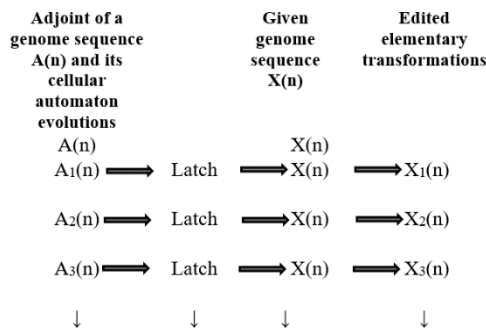 Adjoint of a
genome sequence
A(n) and its
cellular
automaton
evolutions
Given
genome
sequence
X(n)
Edited
elementary
transformations
A(n) X(n)
A₁(n) Latch X(n) X₁(n)
A₂(n) Latch X(n) X₂(n)
A₃(n) Latch X(n) X₃(n)